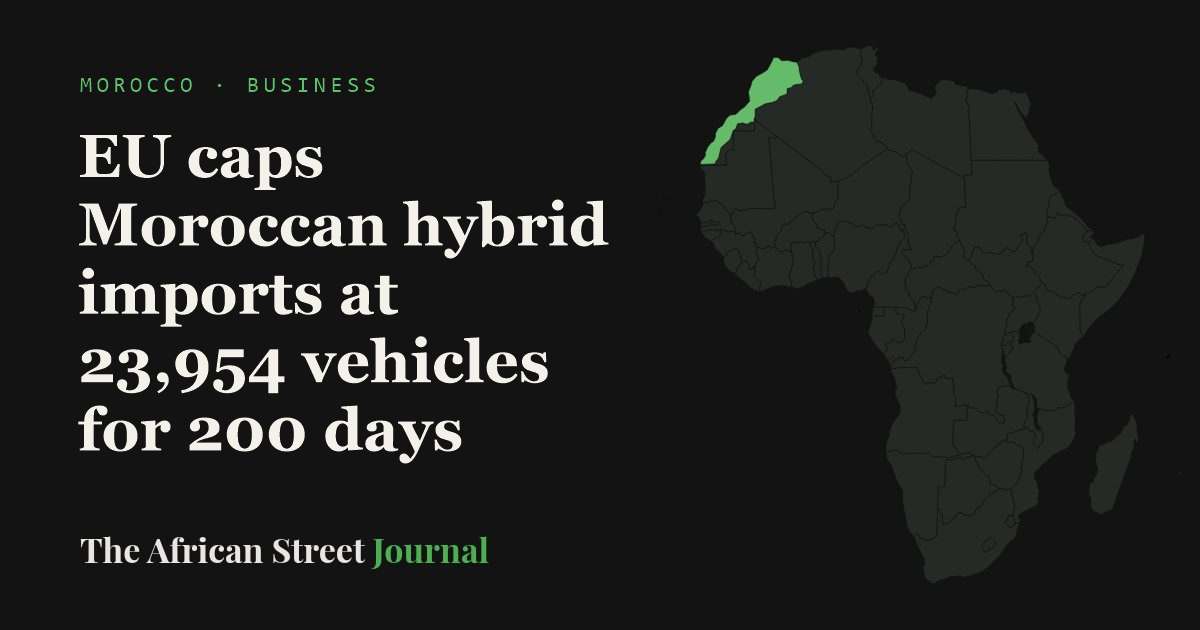 MOROCCO · BUSINESS
EU caps
Moroccan hybrid
imports at
23,954 vehicles
for 200 days
The African Street Journal